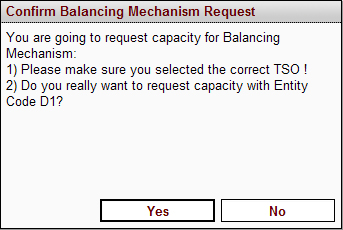 Confirm Balancing Mechanism Request
You are going to request capacity for Balancing
Mechanism:
1) Please make sure you selected the correct TSO !
2) Do you really want to request capacity with Entity
Code D1?
Yes No